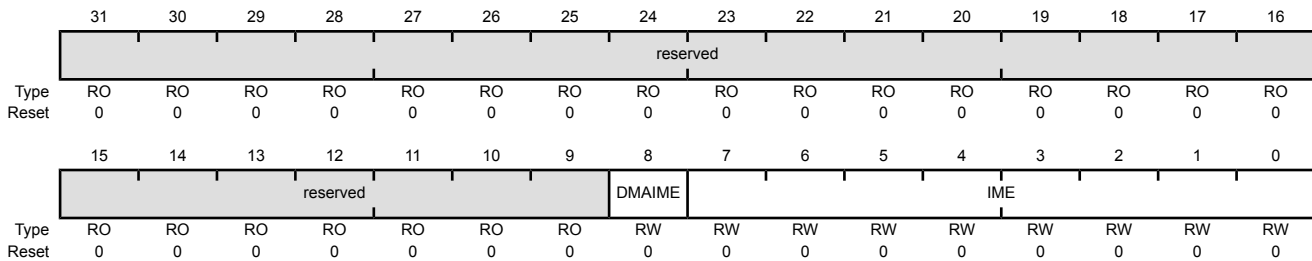 31 30 29 28 27 26 25 24 23 22 21 20 19 18 17 16
reserved
Type RO RO RO RO RO RO RO RO RO RO RO RO RO RO RO RO
Reset 0 0 0 0 0 0 0 0 0 0 0 0 0 0 0 0
15 14 13 12 11 10 9 8 7 6 5 4 3 2 1 0
reserved DMAIME IME
Type RO RO RO RO RO RO RO RW RW RW RW RW RW RW RW RW
Reset 0 0 0 0 0 0 0 0 0 0 0 0 0 0 0 0